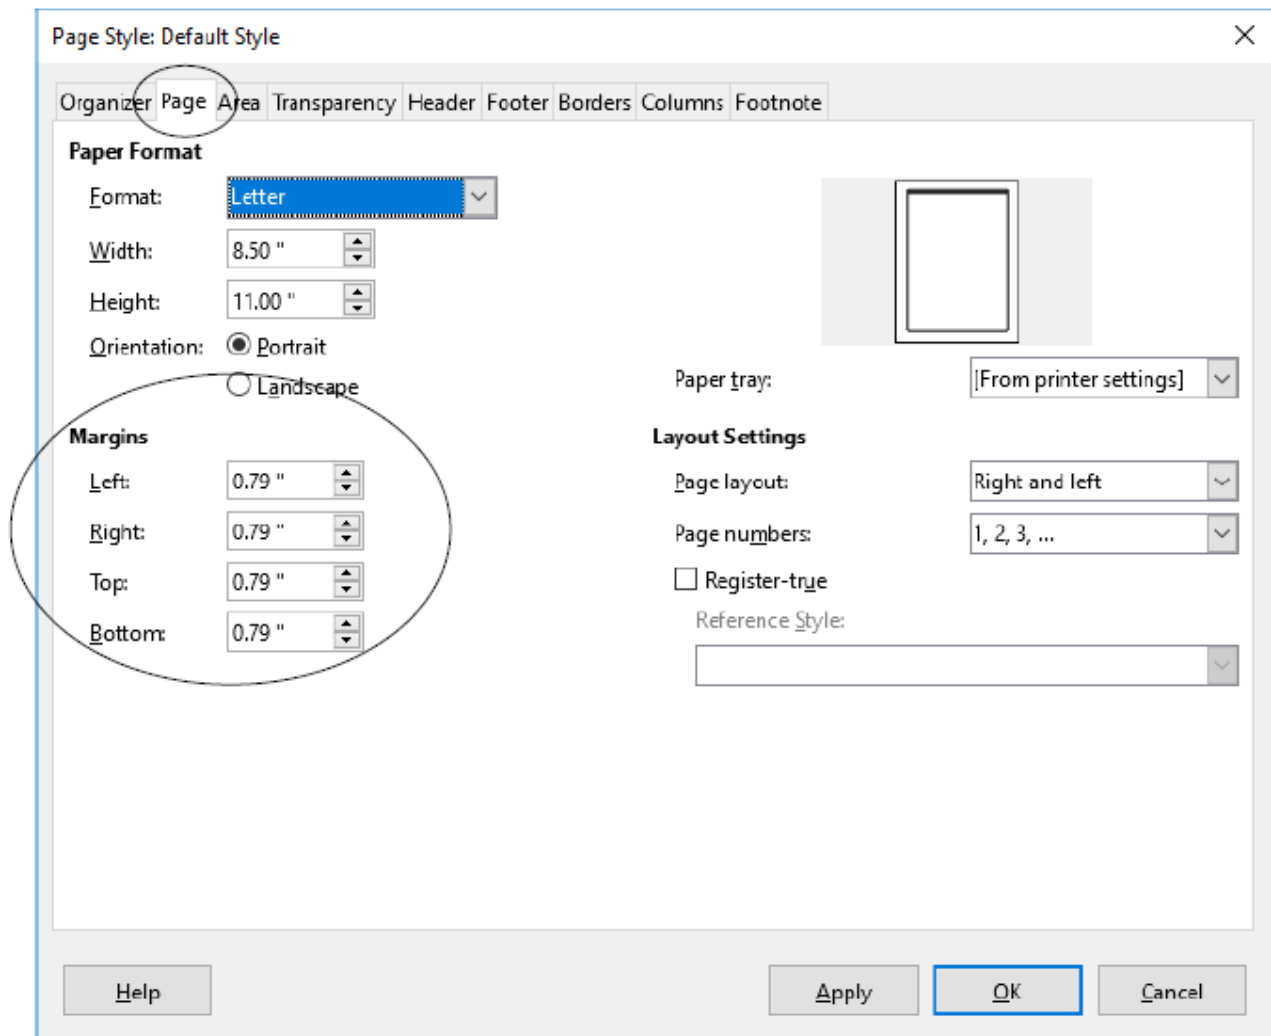 Page Style: Default Style
Organizer Page Area Transparency Header Footer Borders Columns Footnote
Paper Format
Format: Letter
Width: 8.50 "
Height: 11.00 "
Orientation: Portrait
Landscape
Paper tray: [From printer settings]
Margins
Left: 0.79 "
Right: 0.79 "
Top: 0.79 "
Bottom: 0.79 "
Layout Settings
Page layout: Right and left
Page numbers: 1, 2, 3, ...
Register-true
Reference Style:
Help Apply OK Cancel